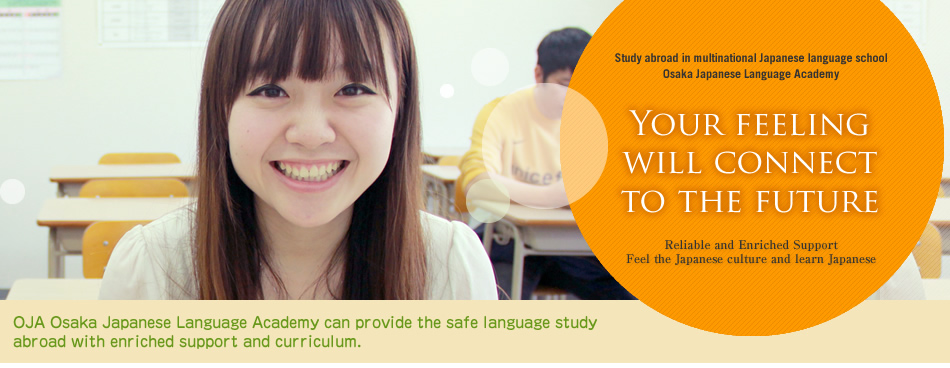 Study abroad in multinational Japanese language school
Osaka Japanese Language Academy
YOUR FEELING
WILL CONNECT
TO THE FUTURE
Reliable and Enriched Support
Feel the Japanese culture and learn Japanese
OJA Osaka Japanese Language Academy can provide the safe language study
abroad with enriched support and curriculum.